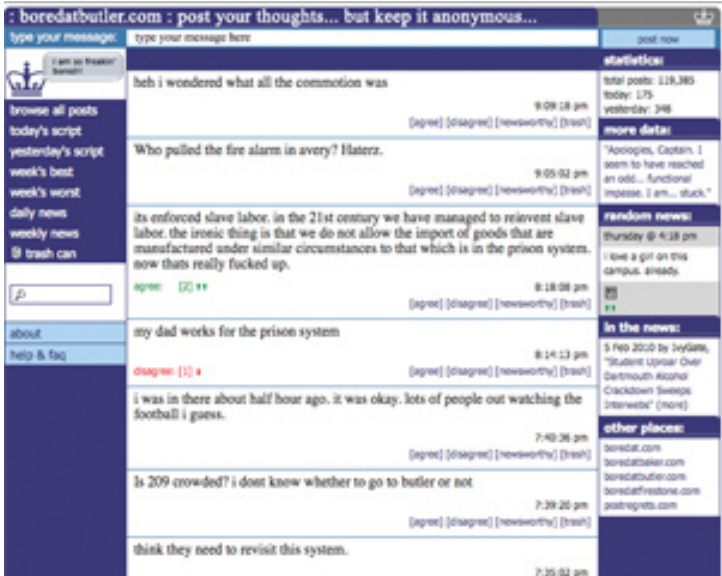 : boredatbutler.com : post your thoughts... but keep it anonymous...
type your message:
type your message here
post now
i am so freakin'
bored!!
browse all posts
today's script
yesterday's script
week's best
week's worst
daily news
weekly news
trash can
about
help & faq
heh i wondered what all the commotion was
9:09:18 pm
[agree] [disagree] [newsworthy] [trash]
Who pulled the fire alarm in avery? Haterz.
9:05:02 pm
[agree] [disagree] [newsworthy] [trash]
its enforced slave labor. in the 21st century we have managed to reinvent slave
labor. the ironic thing is that we do not allow the import of goods that are
manufactured under similar circumstances to that which is in the prison system.
now thats really fucked up.
agree: [2]
8:18:08 pm
[agree] [disagree] [newsworthy] [trash]
my dad works for the prison system
8:14:13 pm
disagree: [1]
[agree] [disagree] [newsworthy] [trash]
i was in there about half hour ago. it was okay. lots of people out watching the
football i guess.
7:40:36 pm
[agree] [disagree] [newsworthy] [trash]
Is 209 crowded? i dont know whether to go to butler or not
7:39:20 pm
[agree] [disagree] [newsworthy] [trash]
think they need to revisit this system.
7:35:02 pm
statistics:
total posts: 119,385
today: 175
yesterday: 348
more data:
"Apologies, Captain. I
seem to have reached
an odd... functional
impasse. I am... stuck."
random news:
thursday @ 4:18 pm
i love a girl on this
campus. already.
in the news:
5 Feb 2010 by IvyGate,
"Student Uproar Over
Dartmouth Alcohol
Crackdown Sweeps
Interwebs" (more)
other places:
boredat.com
boredatbaker.com
boredatbutler.com
boredatfirestone.com
postregrets.com